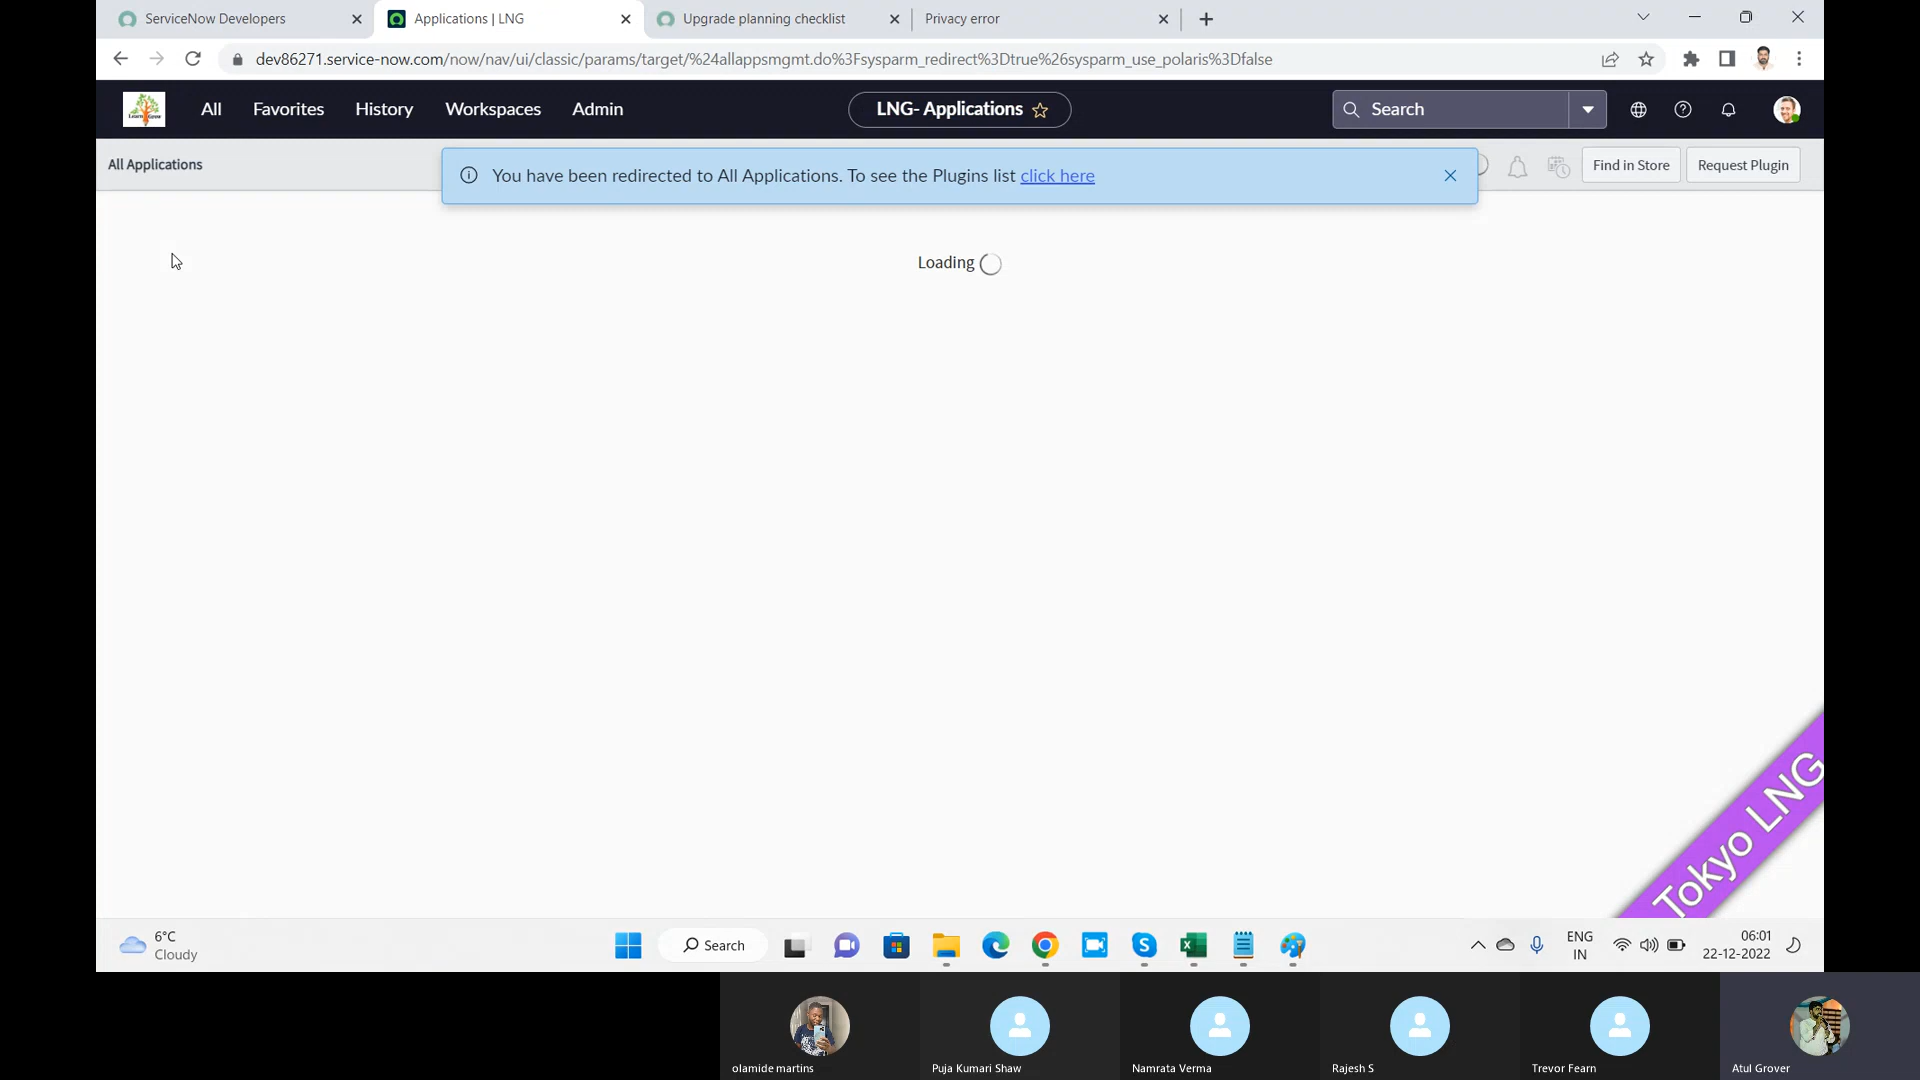 ServiceNow Developers
Applications | LNG
Upgrade planning checklist
Privacy error
dev86271.service-now.com/now/nav/ui/classic/params/target/%24allappsmgmt.do%3Fsysparm_redirect%3Dtrue%26sysparm_use_polaris%3Dfalse
All Favorites History Workspaces Admin
LNG- Applications
Search
All Applications
You have been redirected to All Applications. To see the Plugins list click here
Find in Store
Request Plugin
Loading
Tokyo LNG
6°C
Cloudy
Search
ENG
IN
06:01
22-12-2022
olamide martins
Puja Kumari Shaw
Namrata Verma
Rajesh S
Trevor Fearn
Atul Grover